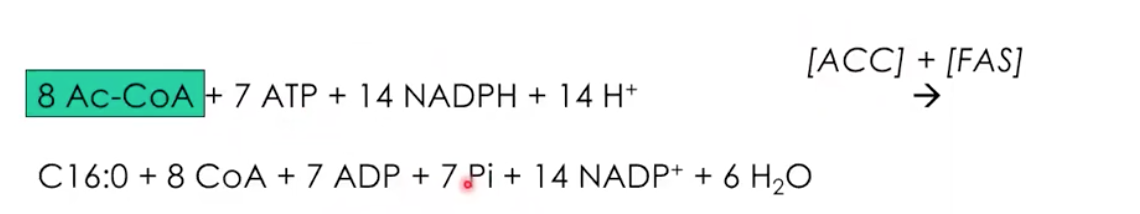 [ACC] + [FAS]
8 Ac-CoA + 7 ATP + 14 NADPH + 14 H⁺ →
C16:0 + 8 CoA + 7 ADP + 7 Pi + 14 NADP⁺ + 6 H₂O